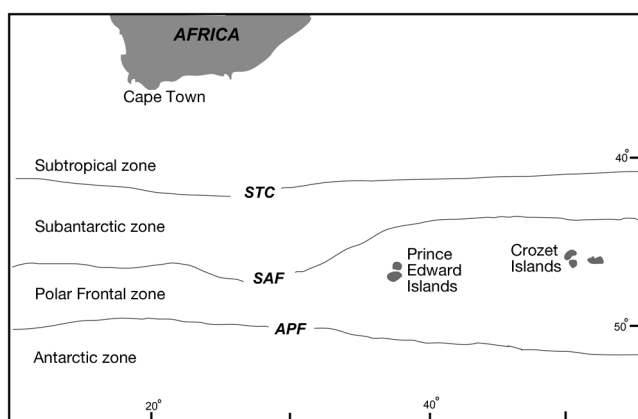 AFRICA
Cape Town
40°
Subtropical zone
STC
Subantarctic zone
Prince
Edward
Islands
Crozet
Islands
SAF
Polar Frontal zone
50°
APF
Antarctic zone
20°
40°